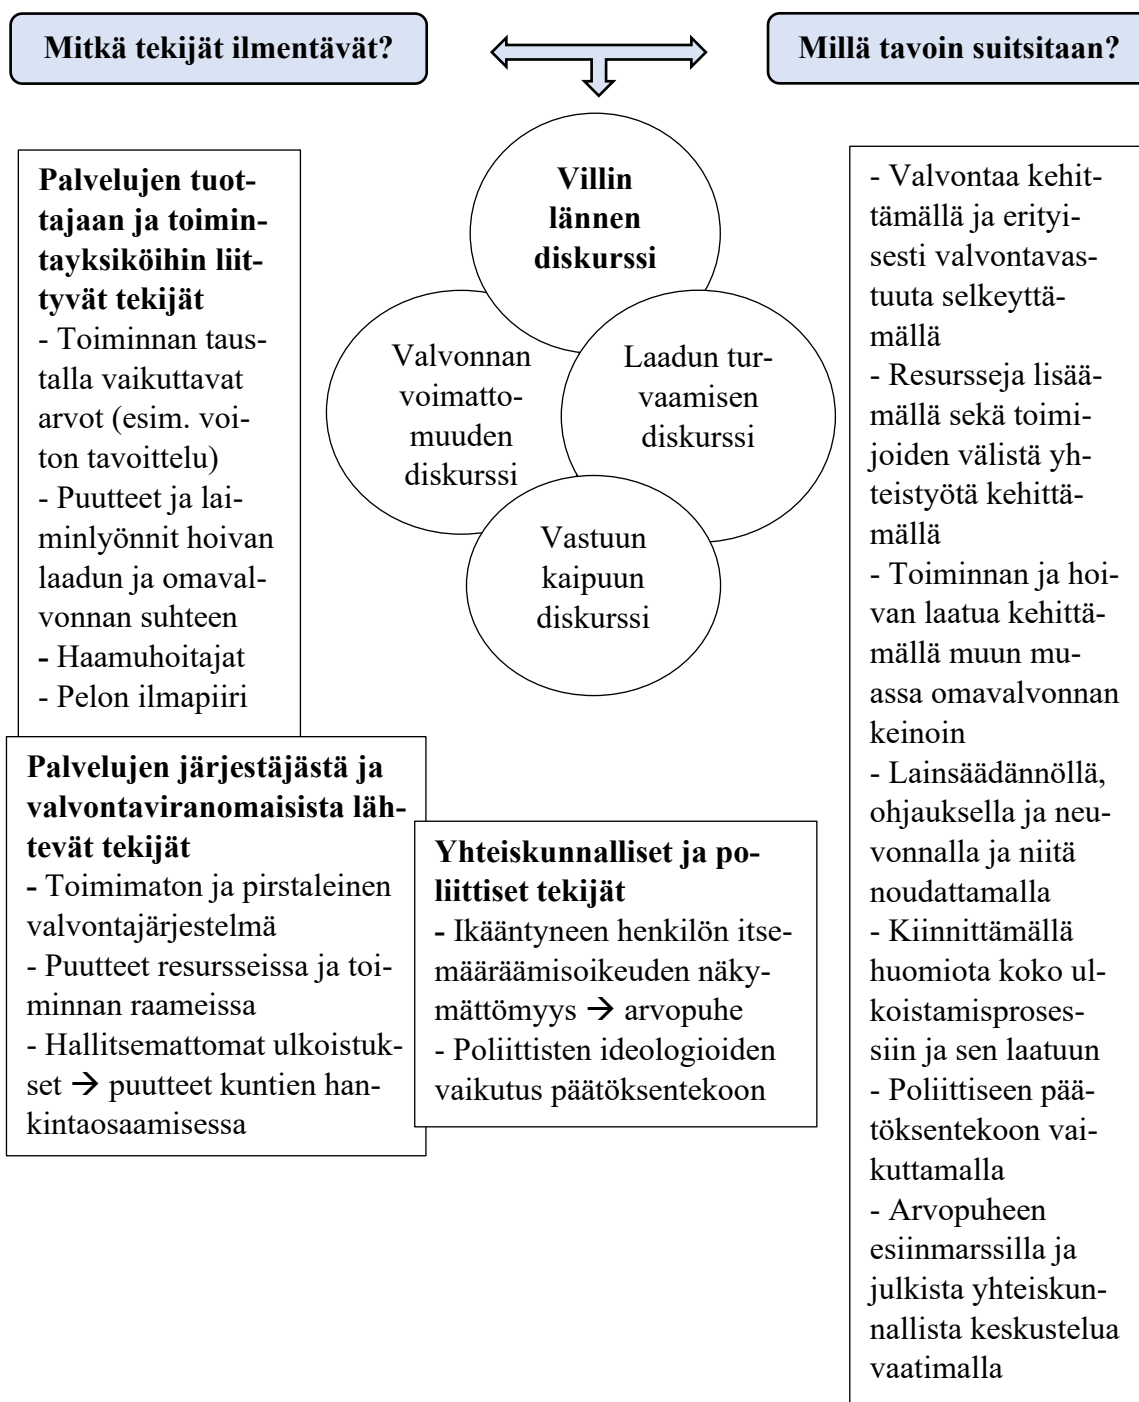 Mitkä tekijät ilmentävät?
Millä tavoin suitsitaan?
Villin
lännen
diskurssi
Valvonnan
voimatto-
muuden
diskurssi
Laadun tur-
vaamisen
diskurssi
Vastuun
kaipuun
diskurssi
Palvelujen tuot-
tajaan ja toimin-
tayksiköihin liit-
tyvät tekijät
- Toiminnan taus-
talla vaikuttavat
arvot (esim. voi-
ton tavoittelu)
- Puutteet ja lai-
minlyönnit hoivan
laadun ja omaval-
vonnan suhteen
- Haamuhoitajat
- Pelon ilmapiiri
Palvelujen järjestäjästä ja
valvontaviranomaisista läh-
tevät tekijät
- Toimimaton ja pirstaleinen
valvontajärjestelmä
- Puutteet resursseissa ja toi-
minnan raameissa
- Hallitsemattomat ulkoistuk-
set → puutteet kuntien han-
kintaosaamisessa
Yhteiskunnalliset ja po-
liittiset tekijät
- Ikääntyneen henkilön itse-
määräämisoikeuden näky-
mättömyys → arvopuhe
- Poliittisten ideologioiden
vaikutus päätöksentekoon
- Valvontaa kehit-
tämällä ja erityi-
sesti valvontavas-
tuuta selkeyttä-
mällä
- Resursseja lisää-
mällä sekä toimi-
joiden välistä yh-
teistyötä kehittä-
mällä
- Toiminnan ja hoi-
van laatua kehittä-
mällä muun mu-
assa omavalvonnan
keinoin
- Lainsäädännöllä,
ohjauksella ja neu-
vonnalla ja niitä
noudattamalla
- Kiinnittämällä
huomiota koko ul-
koistamisproses-
siin ja sen laatuun
- Poliittiseen pää-
töksentekoon vai-
kuttamalla
- Arvopuheen
esiinmarssilla ja
julkista yhteiskun-
nallista keskustelua
vaatimalla